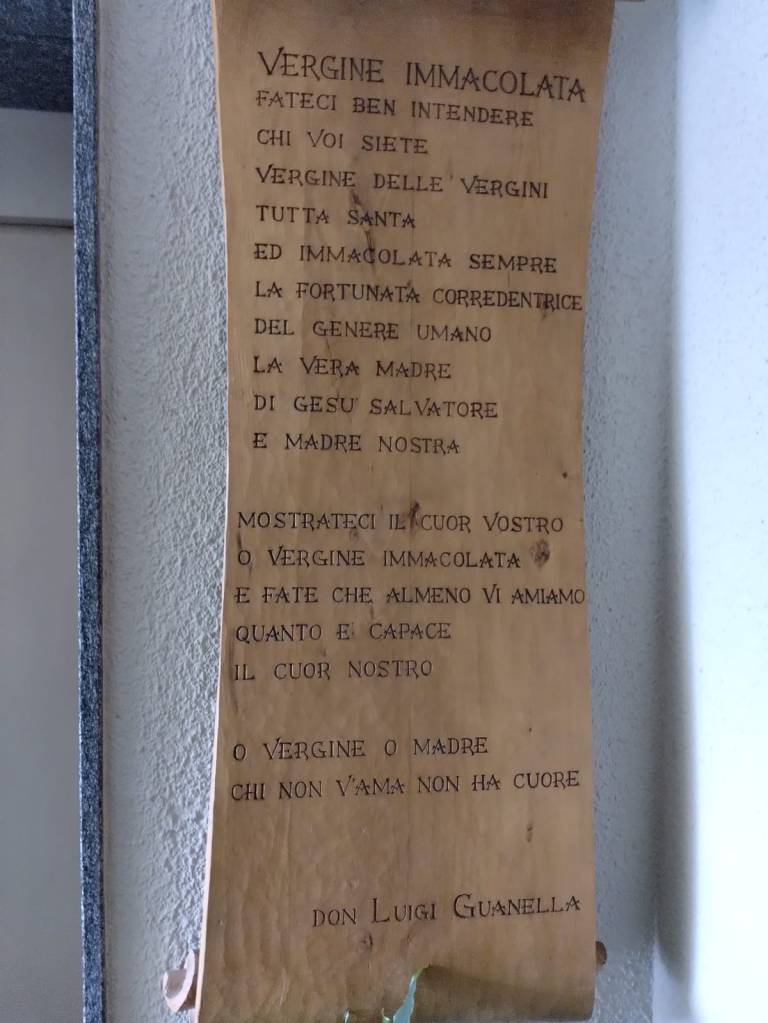 VERGINE IMMACOLATA
FATECI BEN INTENDERE
CHI VOI SIETE
VERGINE DELLE VERGINI
TUTTA SANTA
ED IMMACOLATA SEMPRE
LA FORTUNATA CORREDENTRICE
DEL GENERE UMANO
LA VERA MADRE
DI GESU' SALVATORE
E MADRE NOSTRA
MOSTRATECI IL CUOR VOSTRO
O VERGINE IMMACOLATA
E FATE CHE ALMENO VI AMIAMO
QUANTO E' CAPACE
IL CUOR NOSTRO
O VERGINE O MADRE
CHI NON V'AMA NON HA CUORE
DON LUIGI GUANELLA